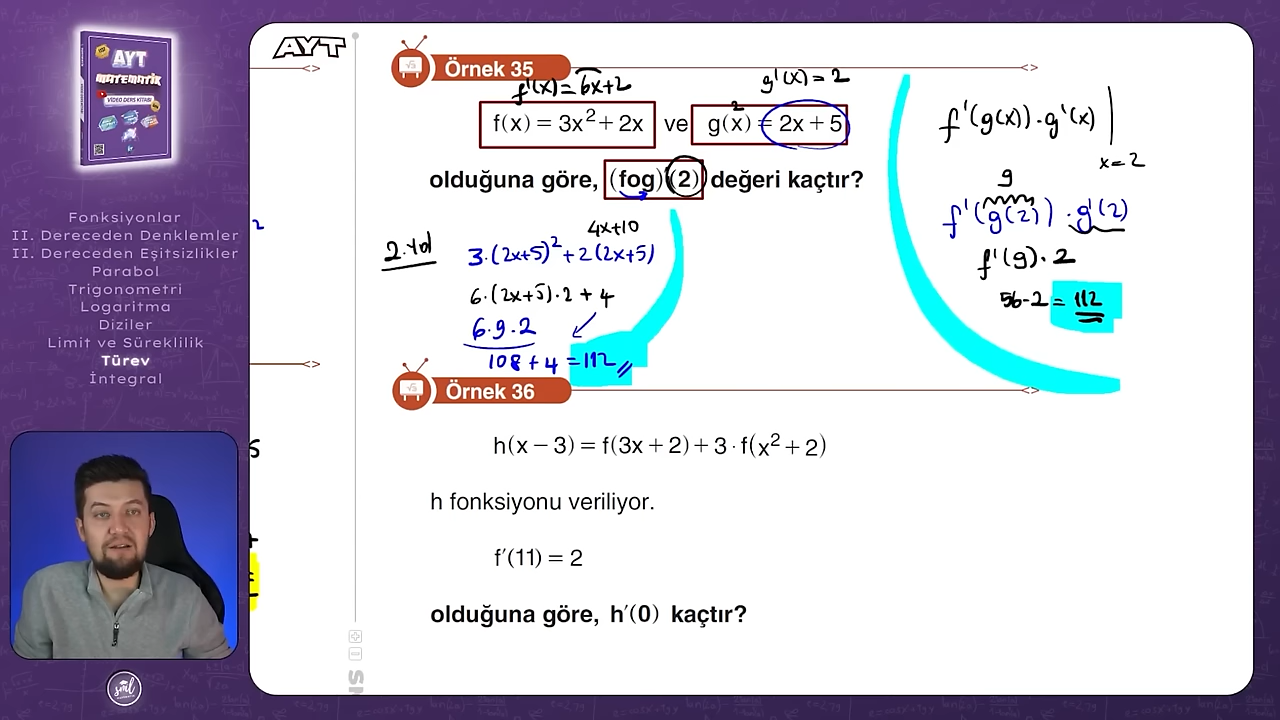 AYT
MATEMATİK
VİDEO DERS KİTABI
Fonksiyonlar
II. Dereceden Denklemler
II. Dereceden Eşitsizlikler
Parabol
Trigonometri
Logaritma
Diziler
Limit ve Süreklilik
Türev
İntegral
sml
AYT
Örnek 35
f'(x) = 6x+2
g'(x) = 2
f(x) = 3x² + 2x ve g(x) = 2x + 5
2
olduğuna göre, (fog)'(2) değeri kaçtır?
2.Yol
4x+10
3.(2x+5)² + 2(2x+5)
6.(2x+5).2 + 4
6.9.2
108 + 4 = 112
f'(g(x)).g'(x) |
x=2
9
f'(g(2)).g'(2)
f'(9).2
56.2 = 112
Örnek 36
h(x − 3) = f(3x + 2) + 3 · f(x² + 2)
h fonksiyonu veriliyor.
f′(11) = 2
olduğuna göre, h′(0) kaçtır?